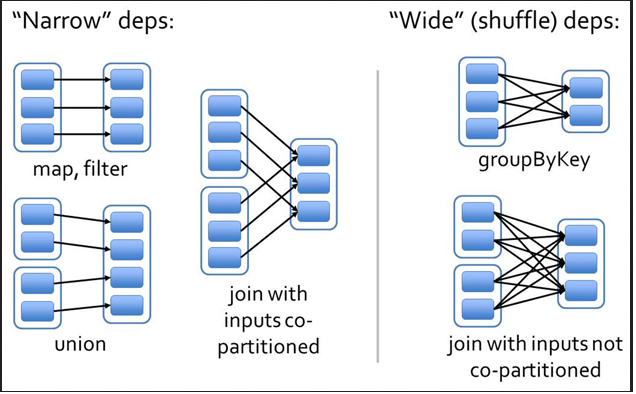 "Narrow" deps:
map, filter
union
join with
inputs co-
partitioned
"Wide" (shuffle) deps:
groupByKey
join with inputs not
co-partitioned